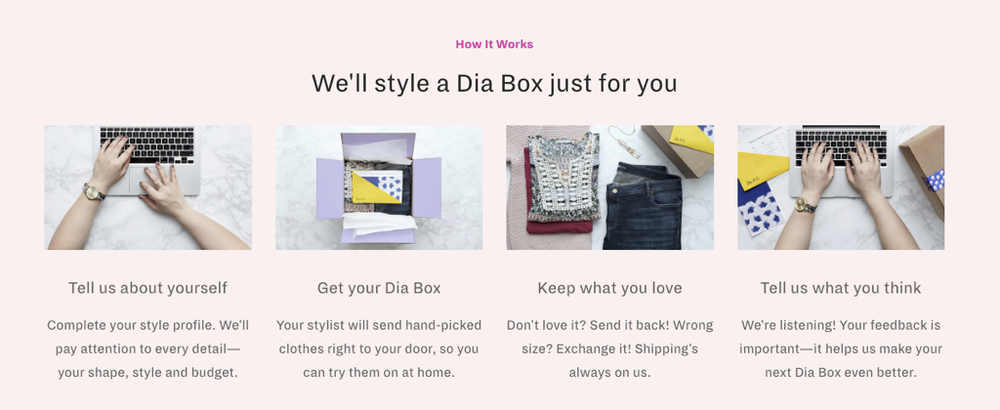 How It Works
We'll style a Dia Box just for you
Tell us about yourself
Complete your style profile. We'll
pay attention to every detail—
your shape, style and budget.
Get your Dia Box
Your stylist will send hand-picked
clothes right to your door, so you
can try them on at home.
Keep what you love
Don't love it? Send it back! Wrong
size? Exchange it! Shipping's
always on us.
Tell us what you think
We're listening! Your feedback is
important—it helps us make your
next Dia Box even better.